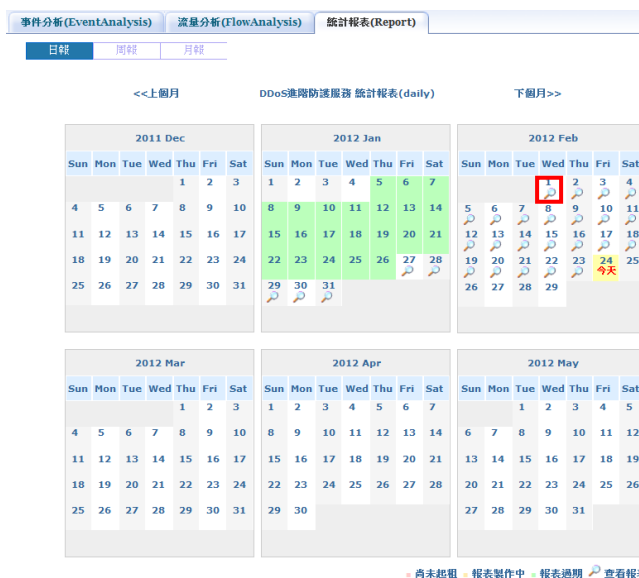 事件分析(EventAnalysis) 流量分析(FlowAnalysis) 統計報表(Report)
日報 周報 月報
<<上個月 DDoS進階防護服務 統計報表(daily) 下個月>>
2011 Dec 2012 Jan 2012 Feb
Sun Mon Tue Wed Thu Fri Sat Sun Mon Tue Wed Thu Fri Sat Sun Mon Tue Wed Thu Fri Sat
1 2 3 1 2 3 4 5 6 7 1 2 3 4
4 5 6 7 8 9 10 8 9 10 11 12 13 14 5 6 7 8 9 10 11
11 12 13 14 15 16 17 15 16 17 18 19 20 21 12 13 14 15 16 17 18
18 19 20 21 22 23 24 22 23 24 25 26 27 28 19 20 21 22 23 24 25
今天
25 26 27 28 29 30 31 29 30 31 26 27 28 29
2012 Mar 2012 Apr 2012 May
Sun Mon Tue Wed Thu Fri Sat Sun Mon Tue Wed Thu Fri Sat Sun Mon Tue Wed Thu Fri Sat
1 2 3 1 2 3 4 5 6 7 1 2 3 4 5
4 5 6 7 8 9 10 8 9 10 11 12 13 14 6 7 8 9 10 11 12
11 12 13 14 15 16 17 15 16 17 18 19 20 21 13 14 15 16 17 18 19
18 19 20 21 22 23 24 22 23 24 25 26 27 28 20 21 22 23 24 25 26
25 26 27 28 29 30 31 29 30 27 28 29 30 31
尚未起租 報表製作中 報表過期 查看報表